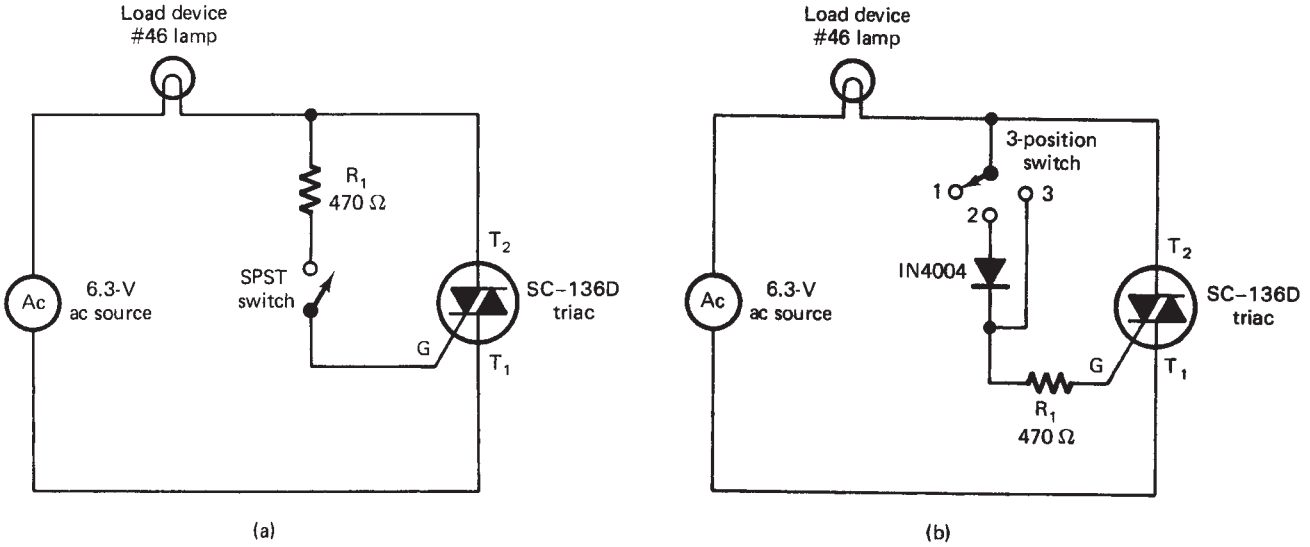 Load device
#46 lamp
R1
470 Ω
SPST
switch
T2
Ac
6.3-V
ac source
SC-136D
triac
G
T1
(a)
Load device
#46 lamp
3-position
switch
1
2
3
IN4004
T2
Ac
6.3-V
ac source
SC-136D
triac
G
T1
R1
470 Ω
(b)